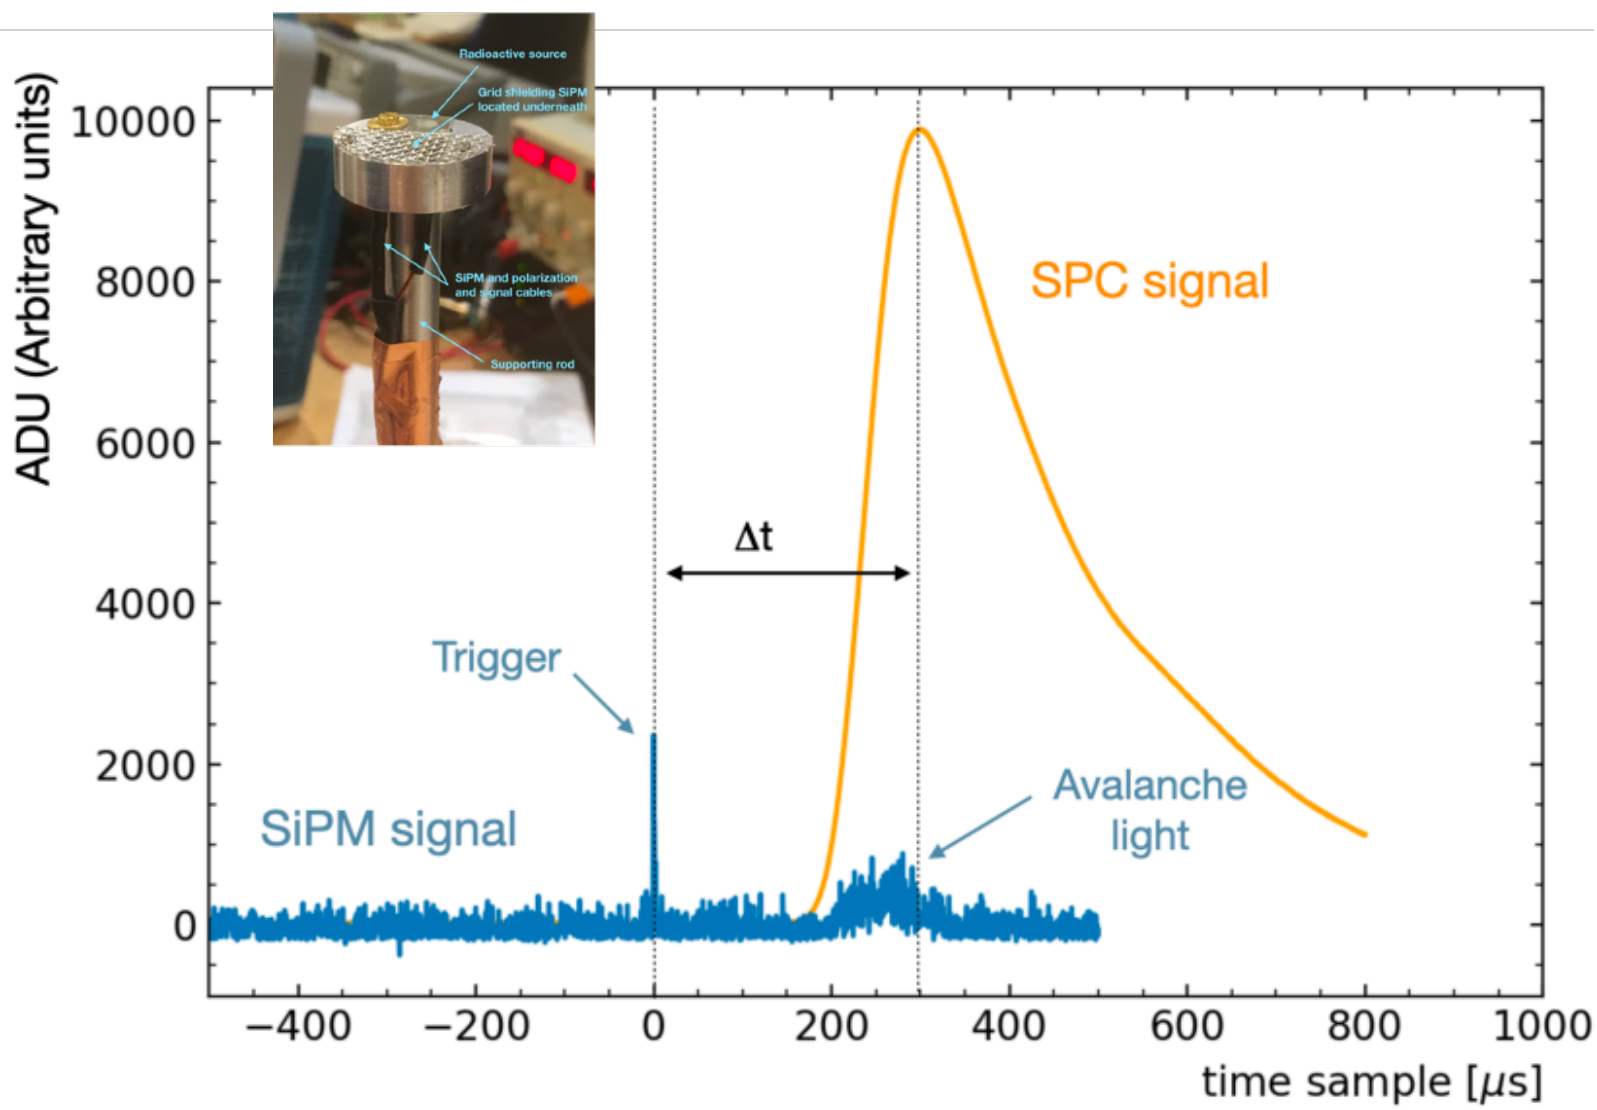 ADU (Arbitrary units)
10000
8000
6000
4000
2000
0
Radioactive source
Grid shielding SiPM
located underneath
SiPM and polarization
and signal cables
Supporting rod
SPC signal
Δt
Trigger
SiPM signal
Avalanche
light
−400
−200
0
200
400
600
800
1000
time sample [μs]